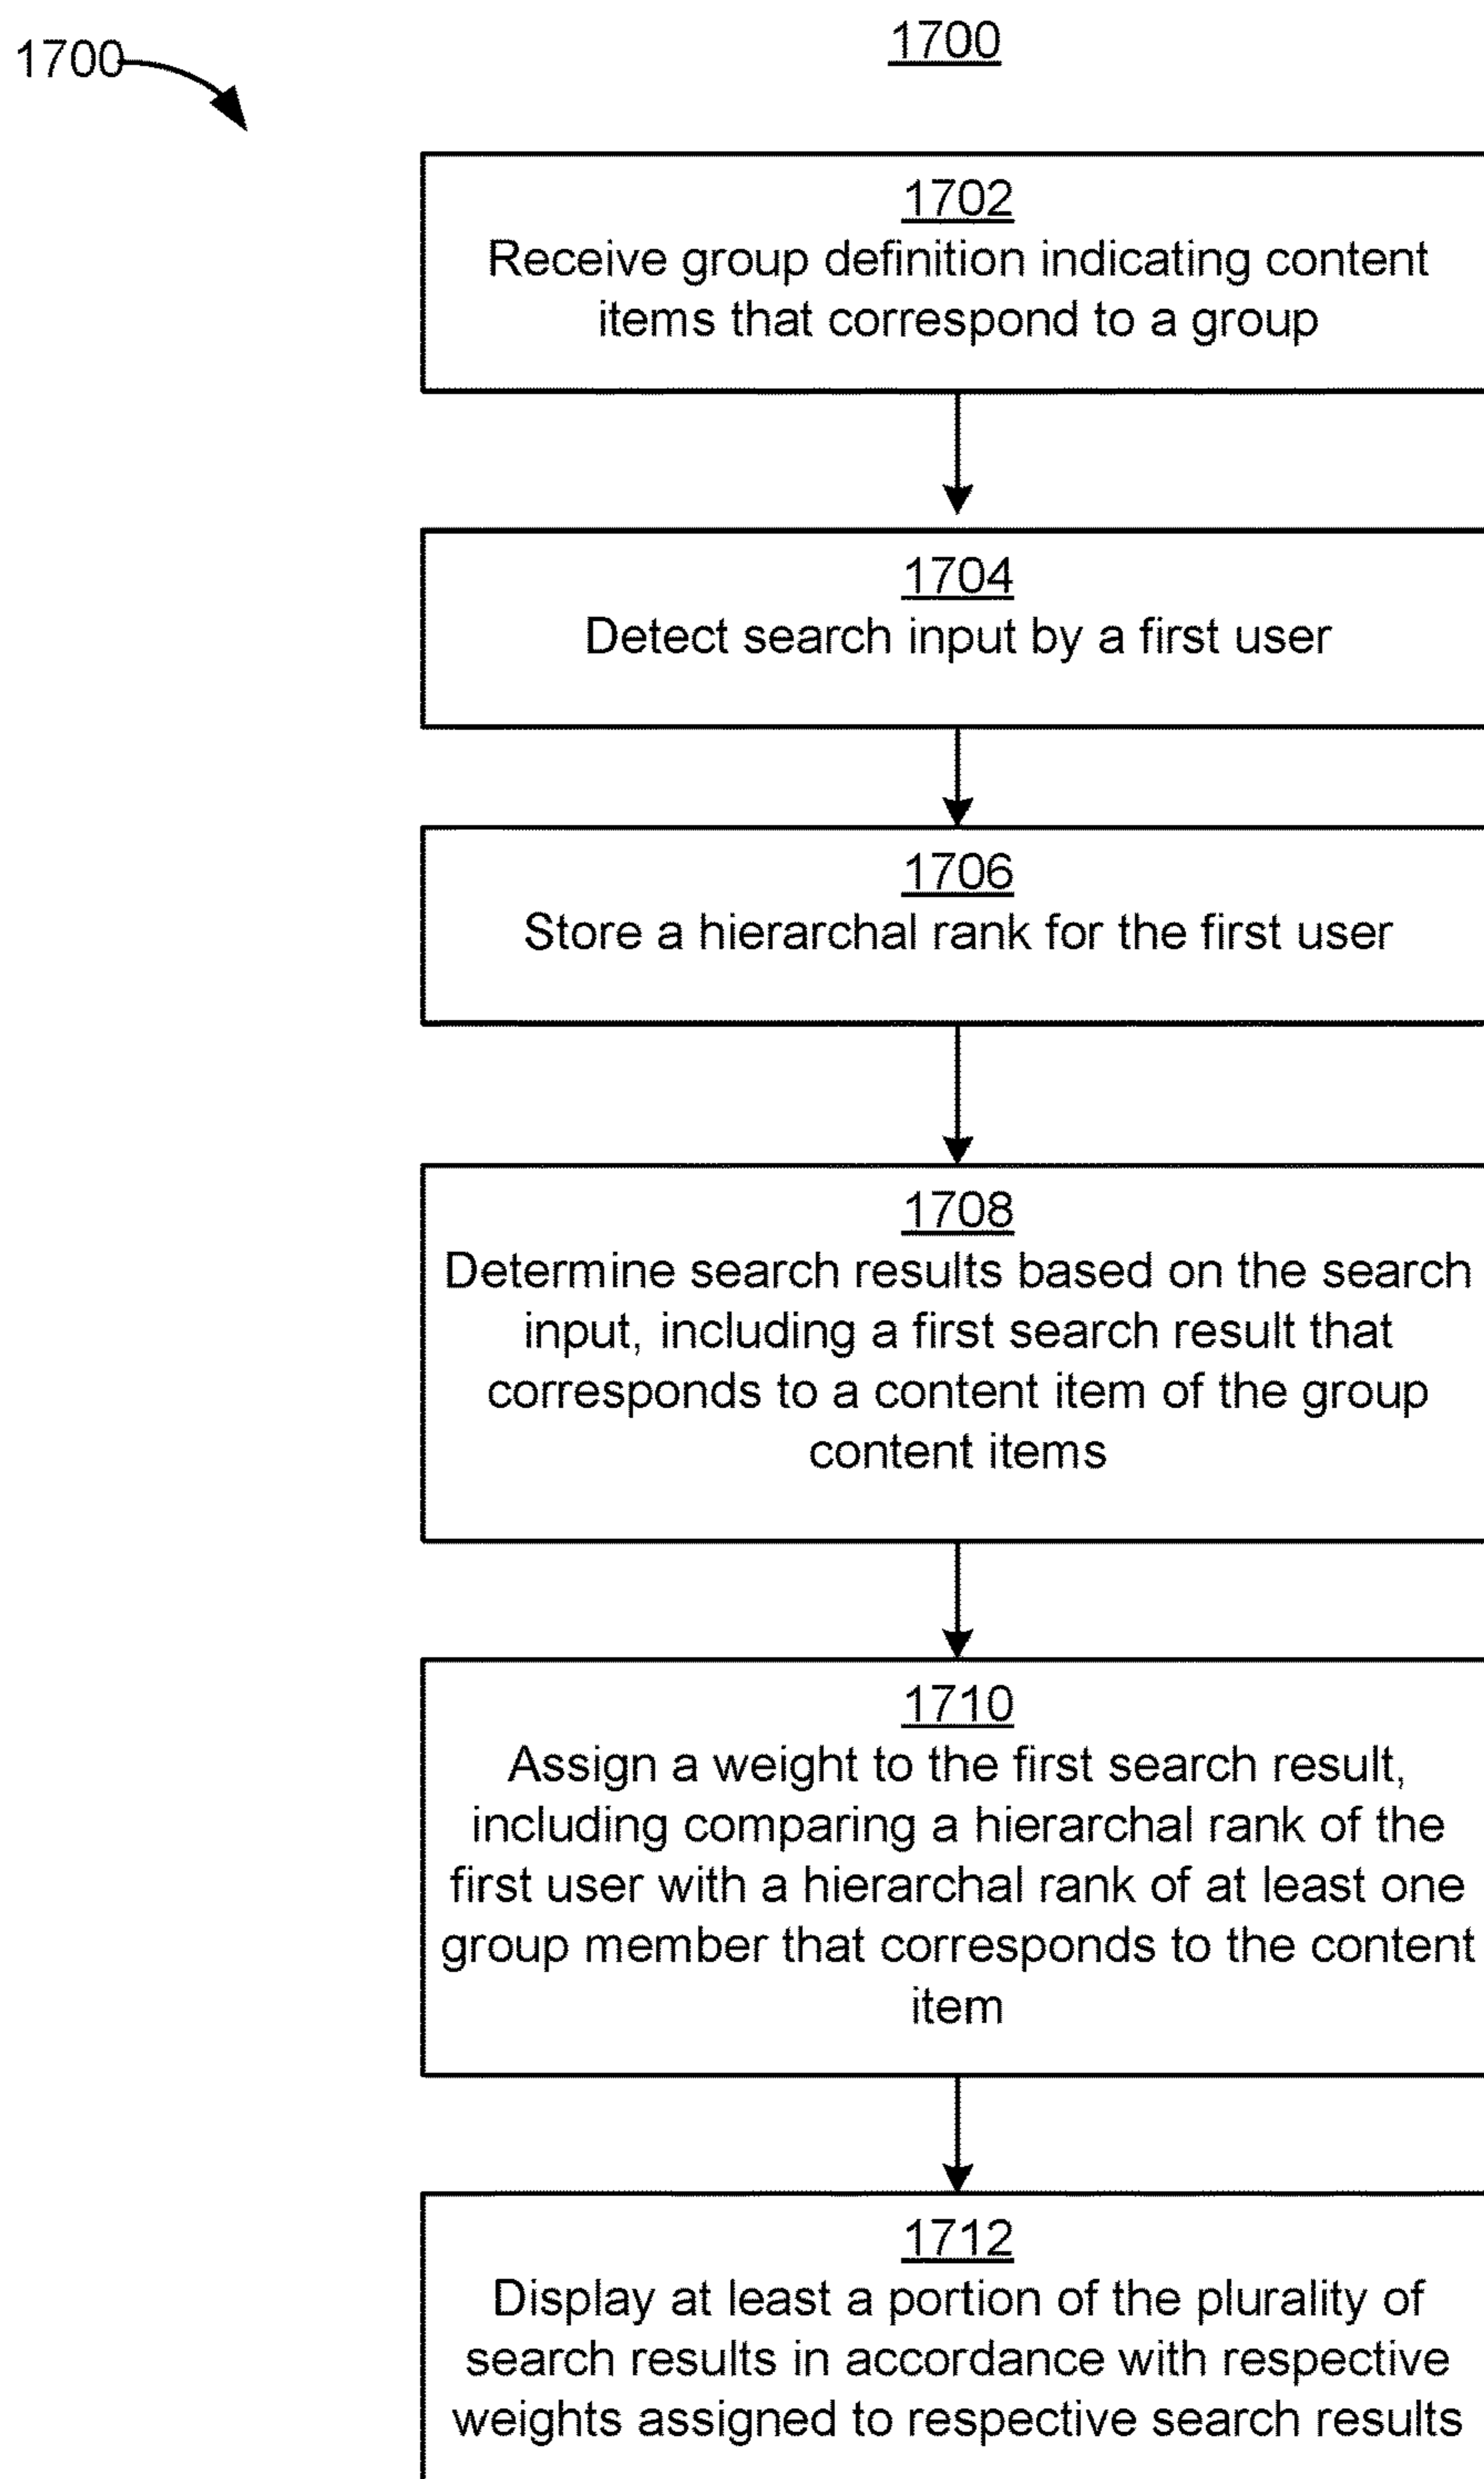 1700
1700
1702
Receive group definition indicating content
items that correspond to a group
1704
Detect search input by a first user
1706
Store a hierarchal rank for the first user
1708
Determine search results based on the search
input, including a first search result that
corresponds to a content item of the group
content items
1710
Assign a weight to the first search result,
including comparing a hierarchal rank of the
first user with a hierarchal rank of at least one
group member that corresponds to the content
item
1712
Display at least a portion of the plurality of
search results in accordance with respective
weights assigned to respective search results